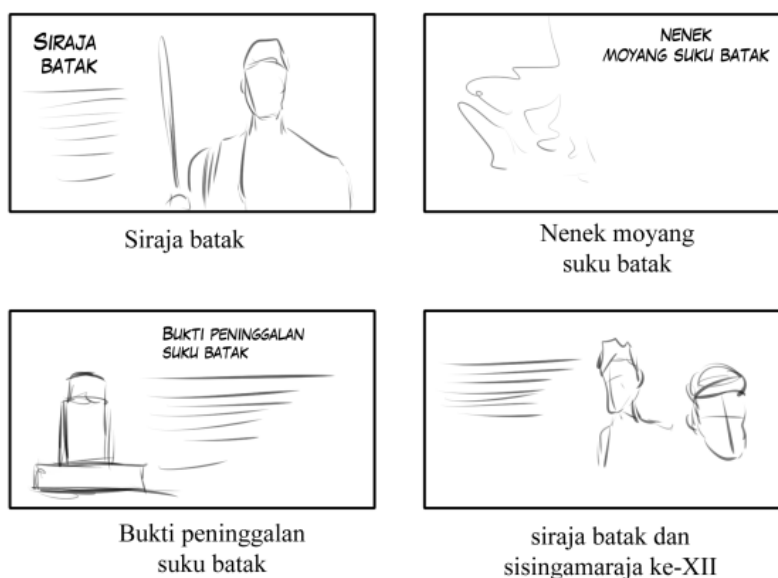 SIRAJA
BATAK
NENEK
MOYANG SUKU BATAK
Siraja batak
Nenek moyang
suku batak
BUKTI PENINGGALAN
SUKU BATAK
Bukti peninggalan
suku batak
siraja batak dan
sisingamaraja ke-XII